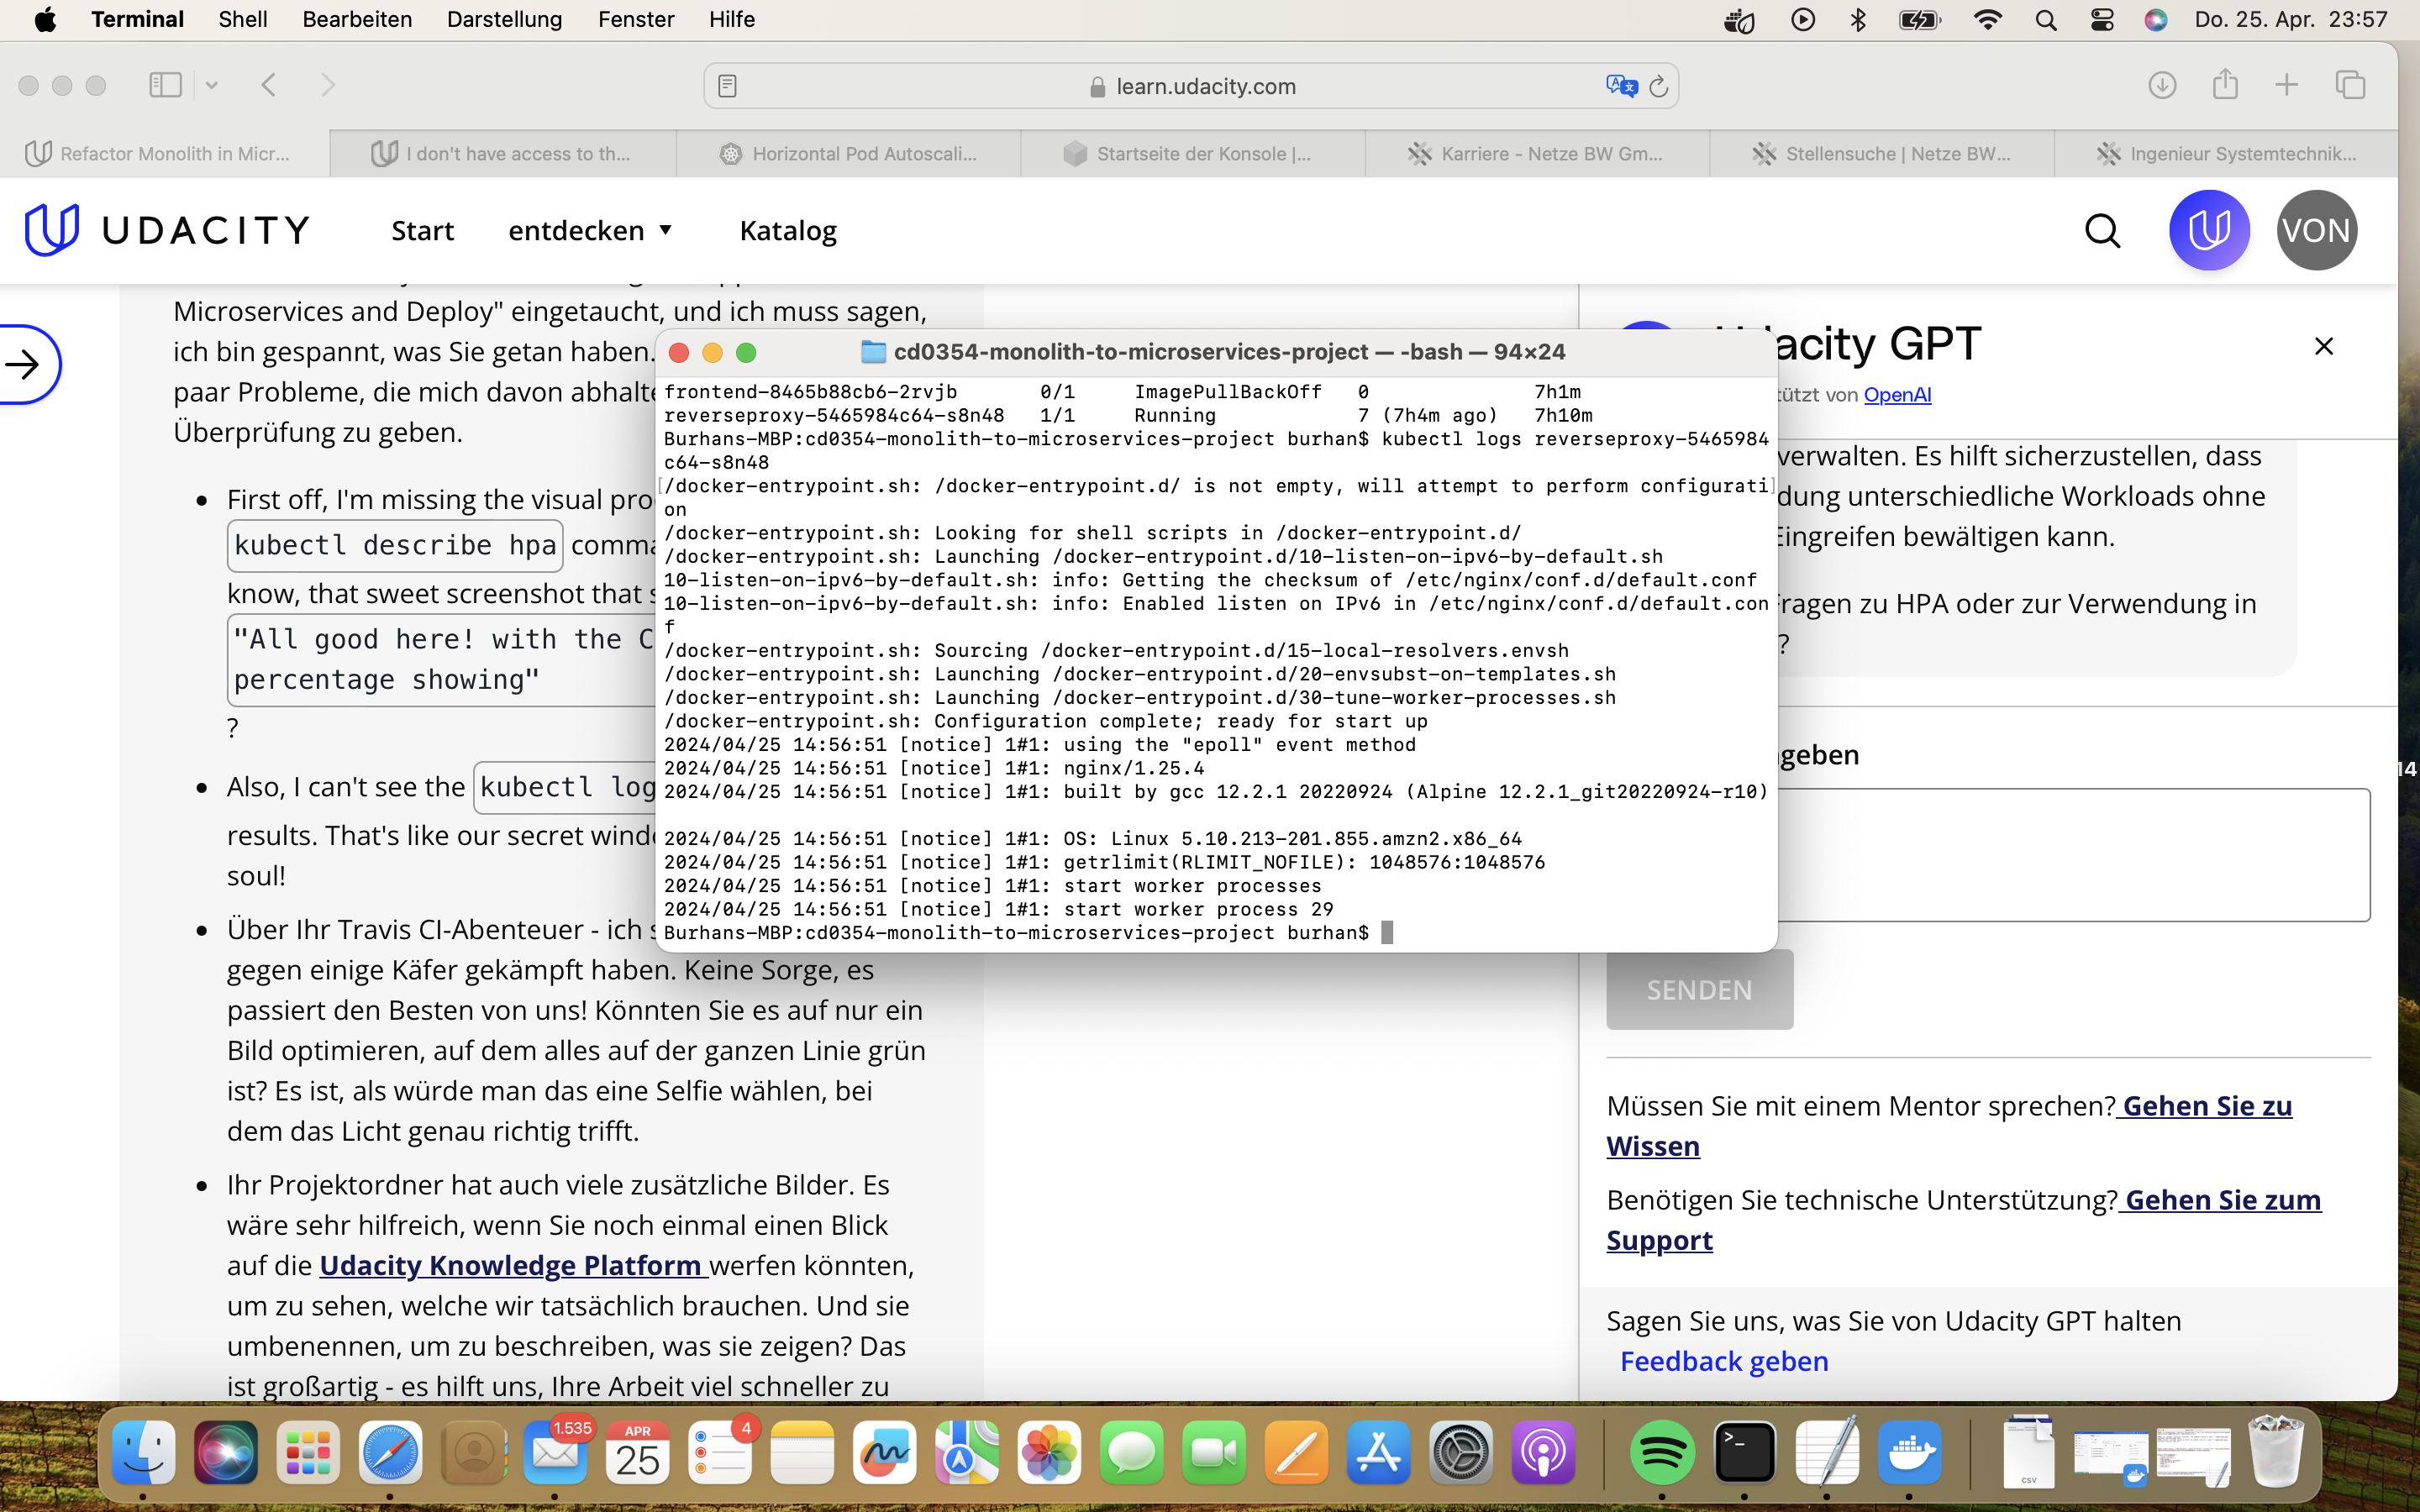 Terminal Shell Bearbeiten Darstellung Fenster Hilfe Do. 25. Apr. 23:57
learn.udacity.com
Refactor Monolith in Micr... I don't have access to th... Horizontal Pod Autoscali... Startseite der Konsole |... Karriere - Netze BW Gm... Stellensuche | Netze BW... Ingenieur Systemtechnik...
UDACITY Start entdecken Katalog VON
Microservices and Deploy" eingetaucht, und ich muss sagen,
ich bin gespannt, was Sie getan haben.
paar Probleme, die mich davon abhalte
Überprüfung zu geben.
First off, I'm missing the visual pro
kubectl describe hpa comma
know, that sweet screenshot that s
"All good here! with the C
percentage showing"
?
Also, I can't see the kubectl log
results. That's like our secret windo
soul!
Über Ihr Travis CI-Abenteuer - ich s
gegen einige Käfer gekämpft haben. Keine Sorge, es
passiert den Besten von uns! Könnten Sie es auf nur ein
Bild optimieren, auf dem alles auf der ganzen Linie grün
ist? Es ist, als würde man das eine Selfie wählen, bei
dem das Licht genau richtig trifft.
Ihr Projektordner hat auch viele zusätzliche Bilder. Es
wäre sehr hilfreich, wenn Sie noch einmal einen Blick
auf die Udacity Knowledge Platform werfen könnten,
um zu sehen, welche wir tatsächlich brauchen. Und sie
umbenennen, um zu beschreiben, was sie zeigen? Das
ist großartig - es hilft uns, Ihre Arbeit viel schneller zu
cd0354-monolith-to-microservices-project — -bash — 94×24
frontend-8465b88cb6-2rvjb 0/1 ImagePullBackOff 0 7h1m
reverseproxy-5465984c64-s8n48 1/1 Running 7 (7h4m ago) 7h10m
Burhans-MBP:cd0354-monolith-to-microservices-project burhan$ kubectl logs reverseproxy-5465984
c64-s8n48
[/docker-entrypoint.sh: /docker-entrypoint.d/ is not empty, will attempt to perform configurati]
on
/docker-entrypoint.sh: Looking for shell scripts in /docker-entrypoint.d/
/docker-entrypoint.sh: Launching /docker-entrypoint.d/10-listen-on-ipv6-by-default.sh
10-listen-on-ipv6-by-default.sh: info: Getting the checksum of /etc/nginx/conf.d/default.conf
10-listen-on-ipv6-by-default.sh: info: Enabled listen on IPv6 in /etc/nginx/conf.d/default.con
f
/docker-entrypoint.sh: Sourcing /docker-entrypoint.d/15-local-resolvers.envsh
/docker-entrypoint.sh: Launching /docker-entrypoint.d/20-envsubst-on-templates.sh
/docker-entrypoint.sh: Launching /docker-entrypoint.d/30-tune-worker-processes.sh
/docker-entrypoint.sh: Configuration complete; ready for start up
2024/04/25 14:56:51 [notice] 1#1: using the "epoll" event method
2024/04/25 14:56:51 [notice] 1#1: nginx/1.25.4
2024/04/25 14:56:51 [notice] 1#1: built by gcc 12.2.1 20220924 (Alpine 12.2.1_git20220924-r10)
2024/04/25 14:56:51 [notice] 1#1: OS: Linux 5.10.213-201.855.amzn2.x86_64
2024/04/25 14:56:51 [notice] 1#1: getrlimit(RLIMIT_NOFILE): 1048576:1048576
2024/04/25 14:56:51 [notice] 1#1: start worker processes
2024/04/25 14:56:51 [notice] 1#1: start worker process 29
Burhans-MBP:cd0354-monolith-to-microservices-project burhan$
acity GPT
tützt von OpenAI
verwalten. Es hilft sicherzustellen, dass
dung unterschiedliche Workloads ohne
Eingreifen bewältigen kann.
ragen zu HPA oder zur Verwendung in
?
geben
SENDEN
Müssen Sie mit einem Mentor sprechen? Gehen Sie zu
Wissen
Benötigen Sie technische Unterstützung? Gehen Sie zum
Support
Sagen Sie uns, was Sie von Udacity GPT halten
Feedback geben
14
1.535 APR 25 4 CSV